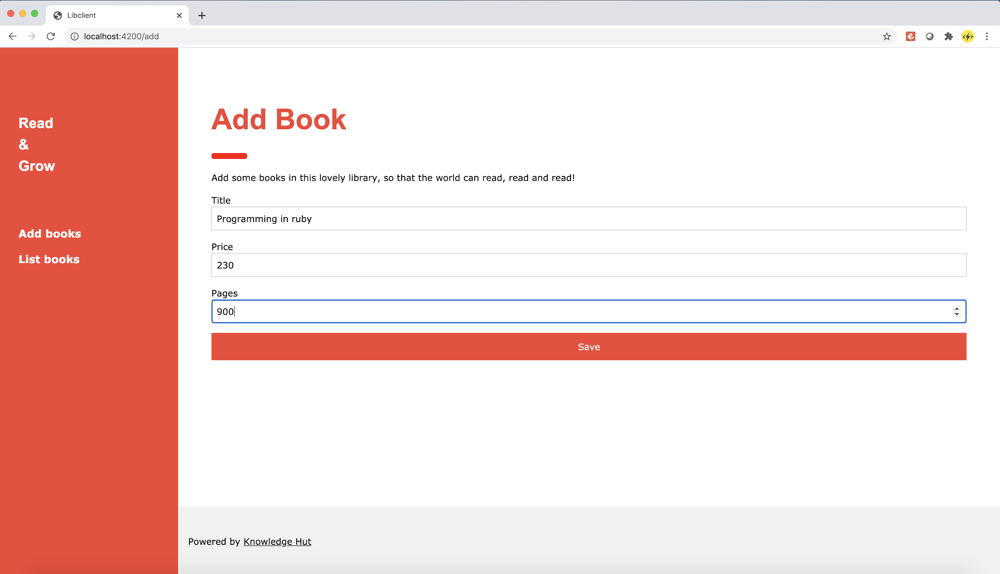 Libclient
localhost:4200/add
Read
&
Grow
Add books
List books
Add Book
Add some books in this lovely library, so that the world can read, read and read!
Title
Programming in ruby
Price
230
Pages
900
Save
Powered by Knowledge Hut